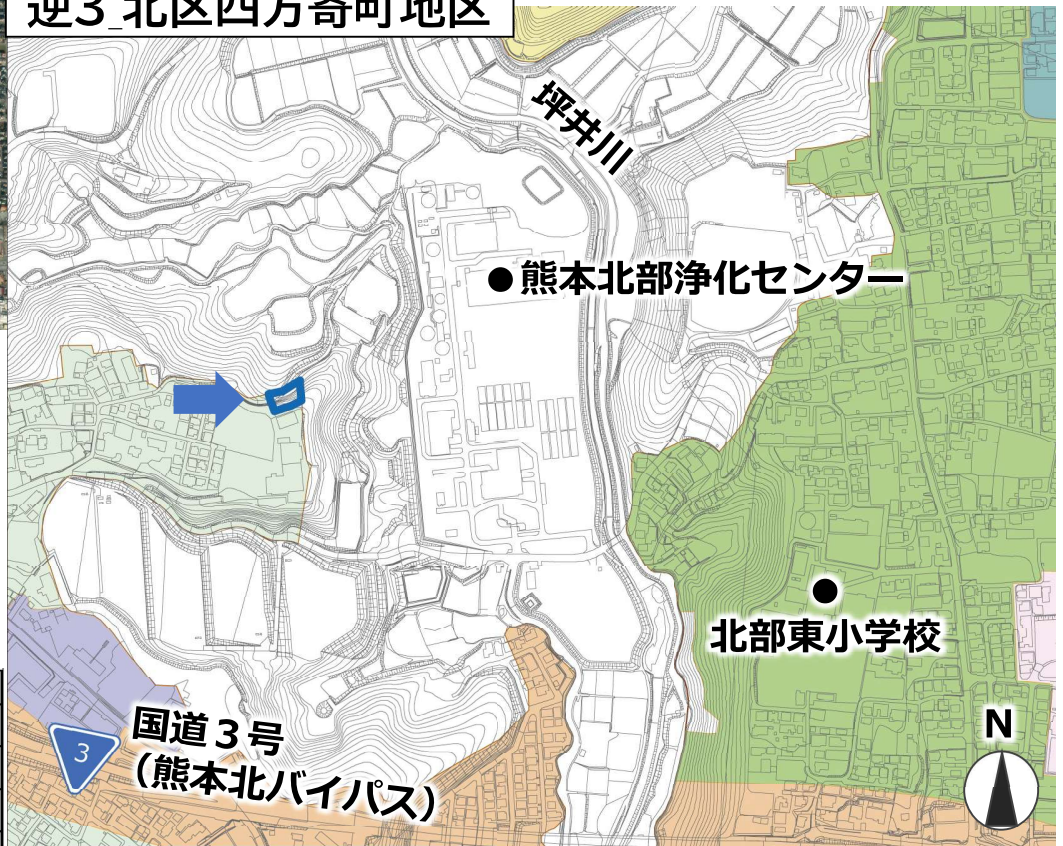 逆3_北区四方寄町地区
坪井川
●熊本北部浄化センター
●
北部東小学校
国道３号
（熊本北バイパス）
3
N